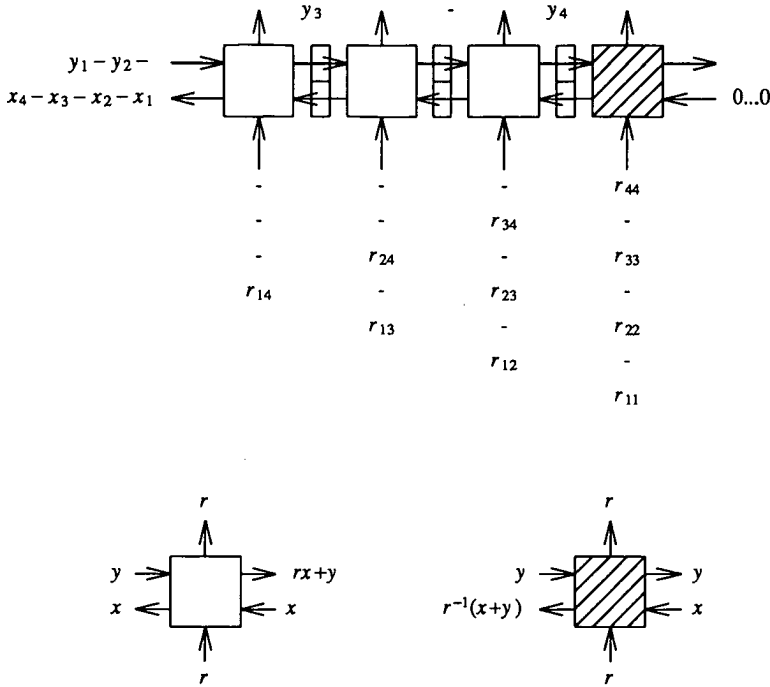 y₃ - y₄
y₁ – y₂ –
x₄ – x₃ – x₂ – x₁ 0...0
- - - r₄₄
- - r₃₄ -
- r₂₄ - r₃₃
r₁₄ - r₂₃ -
r₁₃ - r₂₂
r₁₂ -
r₁₁
r r
y rx+y y y
x x r⁻¹(x+y) x
r r